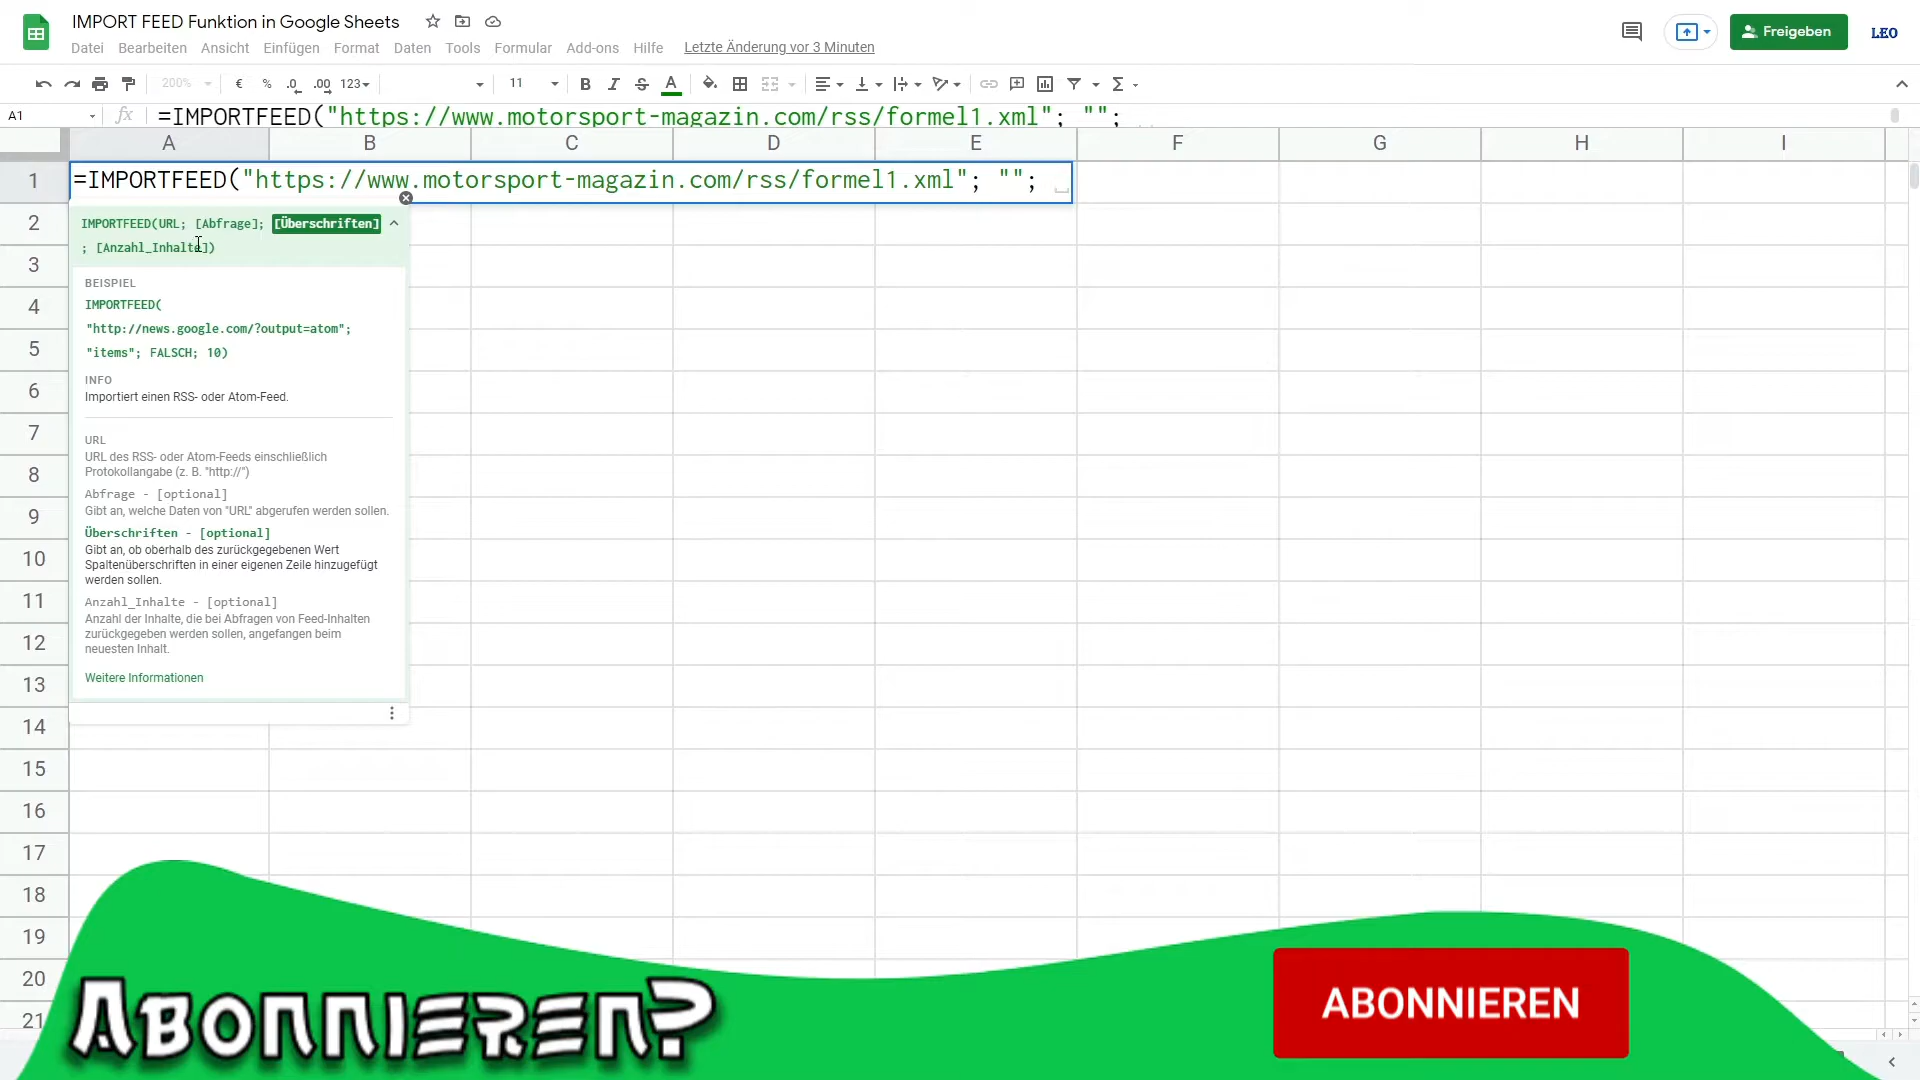 IMPORT FEED Funktion in Google Sheets
Datei Bearbeiten Ansicht Einfügen Format Daten Tools Formular Add-ons Hilfe Letzte Änderung vor 3 Minuten
Freigeben
LEO
200% € % .0 .00 123 11 B I S A Σ
A1 fx =IMPORTFEED("https://www.motorsport-magazin.com/rss/formel1.xml"; "";
A B C D E F G H I
1 =IMPORTFEED("https://www.motorsport-magazin.com/rss/formel1.xml"; "";
2
3
4
5
6
7
8
9
10
11
12
13
14
15
16
17
18
19
20
21
IMPORTFEED(URL; [Abfrage]; [Überschriften]
; [Anzahl_Inhalte])
BEISPIEL
IMPORTFEED(
"http://news.google.com/?output=atom";
"items"; FALSCH; 10)
INFO
Importiert einen RSS- oder Atom-Feed.
URL
URL des RSS- oder Atom-Feeds einschließlich
Protokollangabe (z. B. "http://")
Abfrage - [optional]
Gibt an, welche Daten von "URL" abgerufen werden sollen.
Überschriften - [optional]
Gibt an, ob oberhalb des zurückgegebenen Wert
Spaltenüberschriften in einer eigenen Zeile hinzugefügt
werden sollen.
Anzahl_Inhalte - [optional]
Anzahl der Inhalte, die bei Abfragen von Feed-Inhalten
zurückgegeben werden sollen, angefangen beim
neuesten Inhalt.
Weitere Informationen
ABONNIEREN?
ABONNIEREN